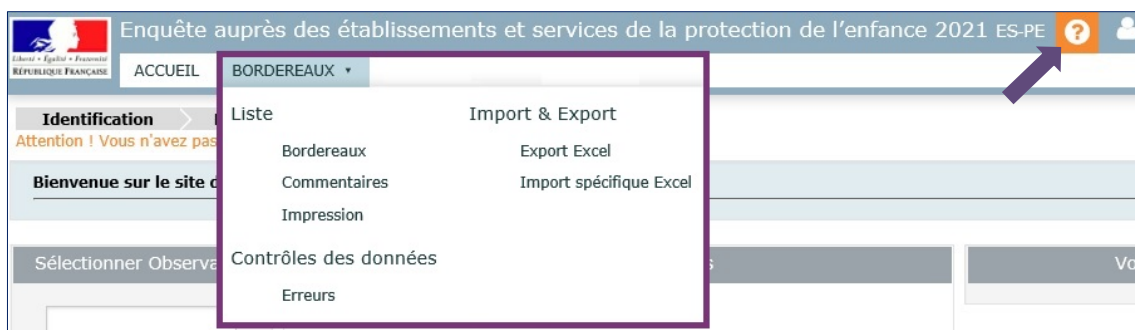 Enquête auprès des établissements et services de la protection de l’enfance 2021 ES-PE ?
Liberté • Égalité • Fraternité
RÉPUBLIQUE FRANÇAISE
ACCUEIL BORDEREAUX
Identification
Attention ! Vous n'avez pas
Bienvenue sur le site
Liste
Bordereaux
Commentaires
Impression
Contrôles des données
Erreurs
Import & Export
Export Excel
Import spécifique Excel
Sélectionner Observa
s
Vo